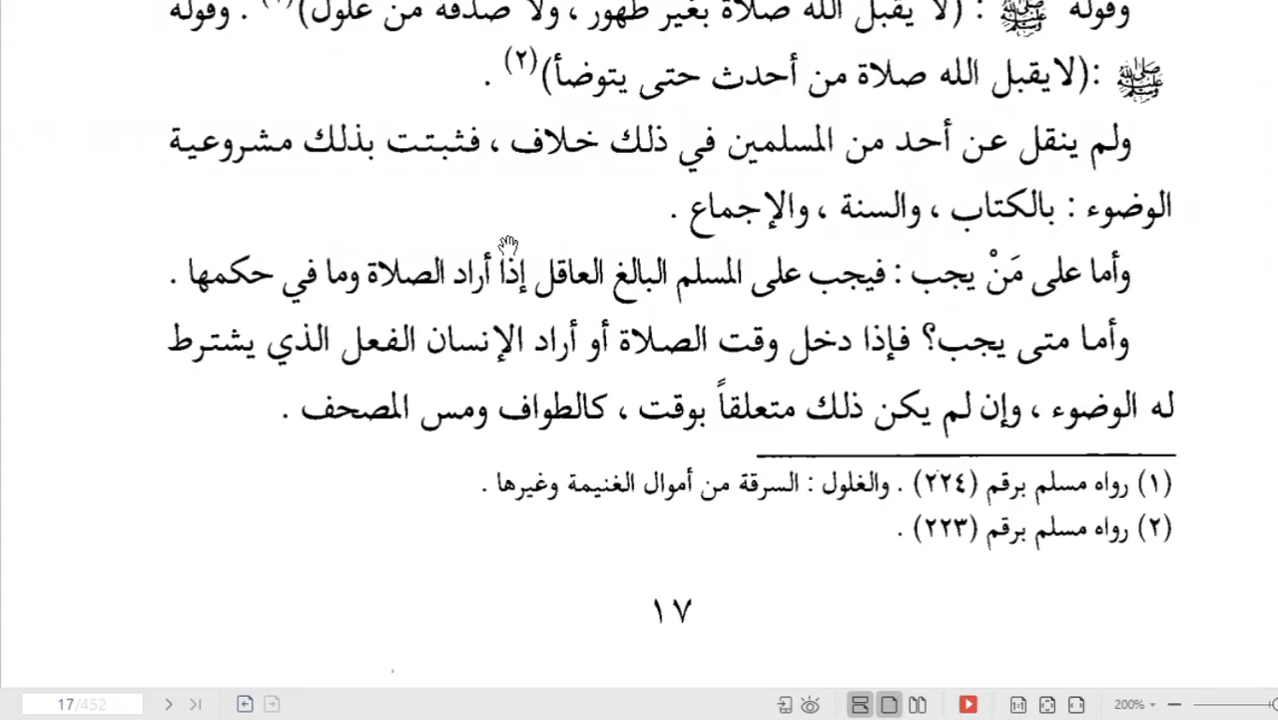 وقوله ﷺ : (لا يقبل الله صلاة بغير طهور ، ولا صدقة من غلول)(١) . وقوله
ﷺ :(لايقبل الله صلاة من أحدث حتى يتوضأ)(٢) .
ولم ينقل عن أحد من المسلمين في ذلك خلاف ، فثبتت بذلك مشروعية
الوضوء : بالكتاب ، والسنة ، والإجماع .
وأما على مَنْ يجب : فيجب على المسلم البالغ العاقل إذا أراد الصلاة وما في حكمها .
وأما متى يجب؟ فإذا دخل وقت الصلاة أو أراد الإنسان الفعل الذي يشترط
له الوضوء ، وإن لم يكن ذلك متعلقاً بوقت ، كالطواف ومس المصحف .
(١) رواه مسلم برقم (٢٢٤) . والغلول : السرقة من أموال الغنيمة وغيرها .
(٢) رواه مسلم برقم (٢٢٣) .
١٧
17/452
200%